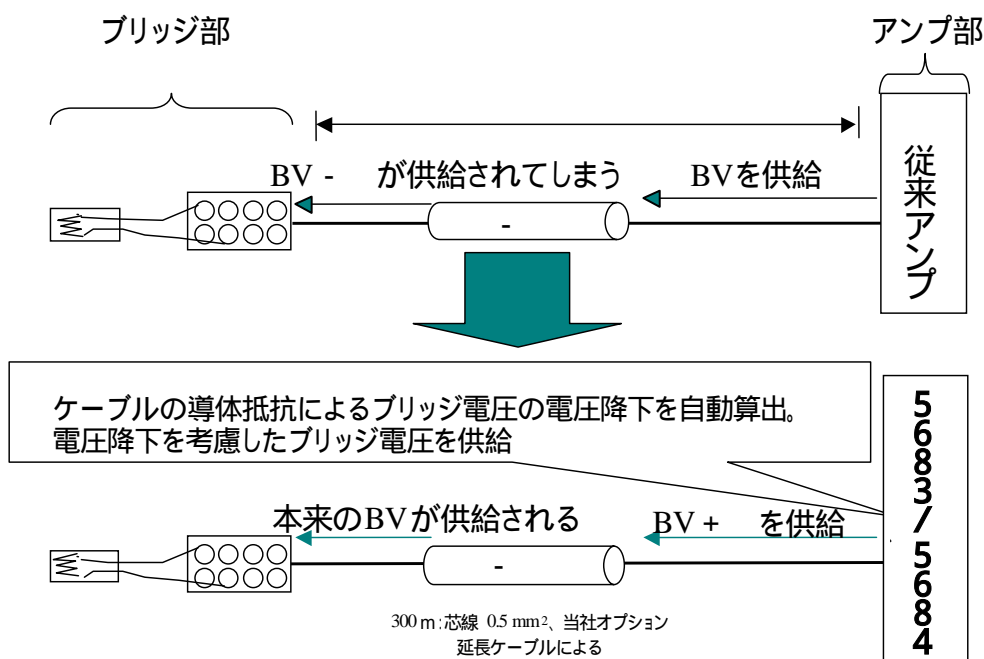 ブリッジ部
アンプ部
BV - が供給されてしまう
BVを供給
従来アンプ
-
ケーブルの導体抵抗によるブリッジ電圧の電圧降下を自動算出。
電圧降下を考慮したブリッジ電圧を供給
5683/5684
本来のBVが供給される
BV + を供給
-
300 m:芯線 0.5 mm²、当社オプション
延長ケーブルによる